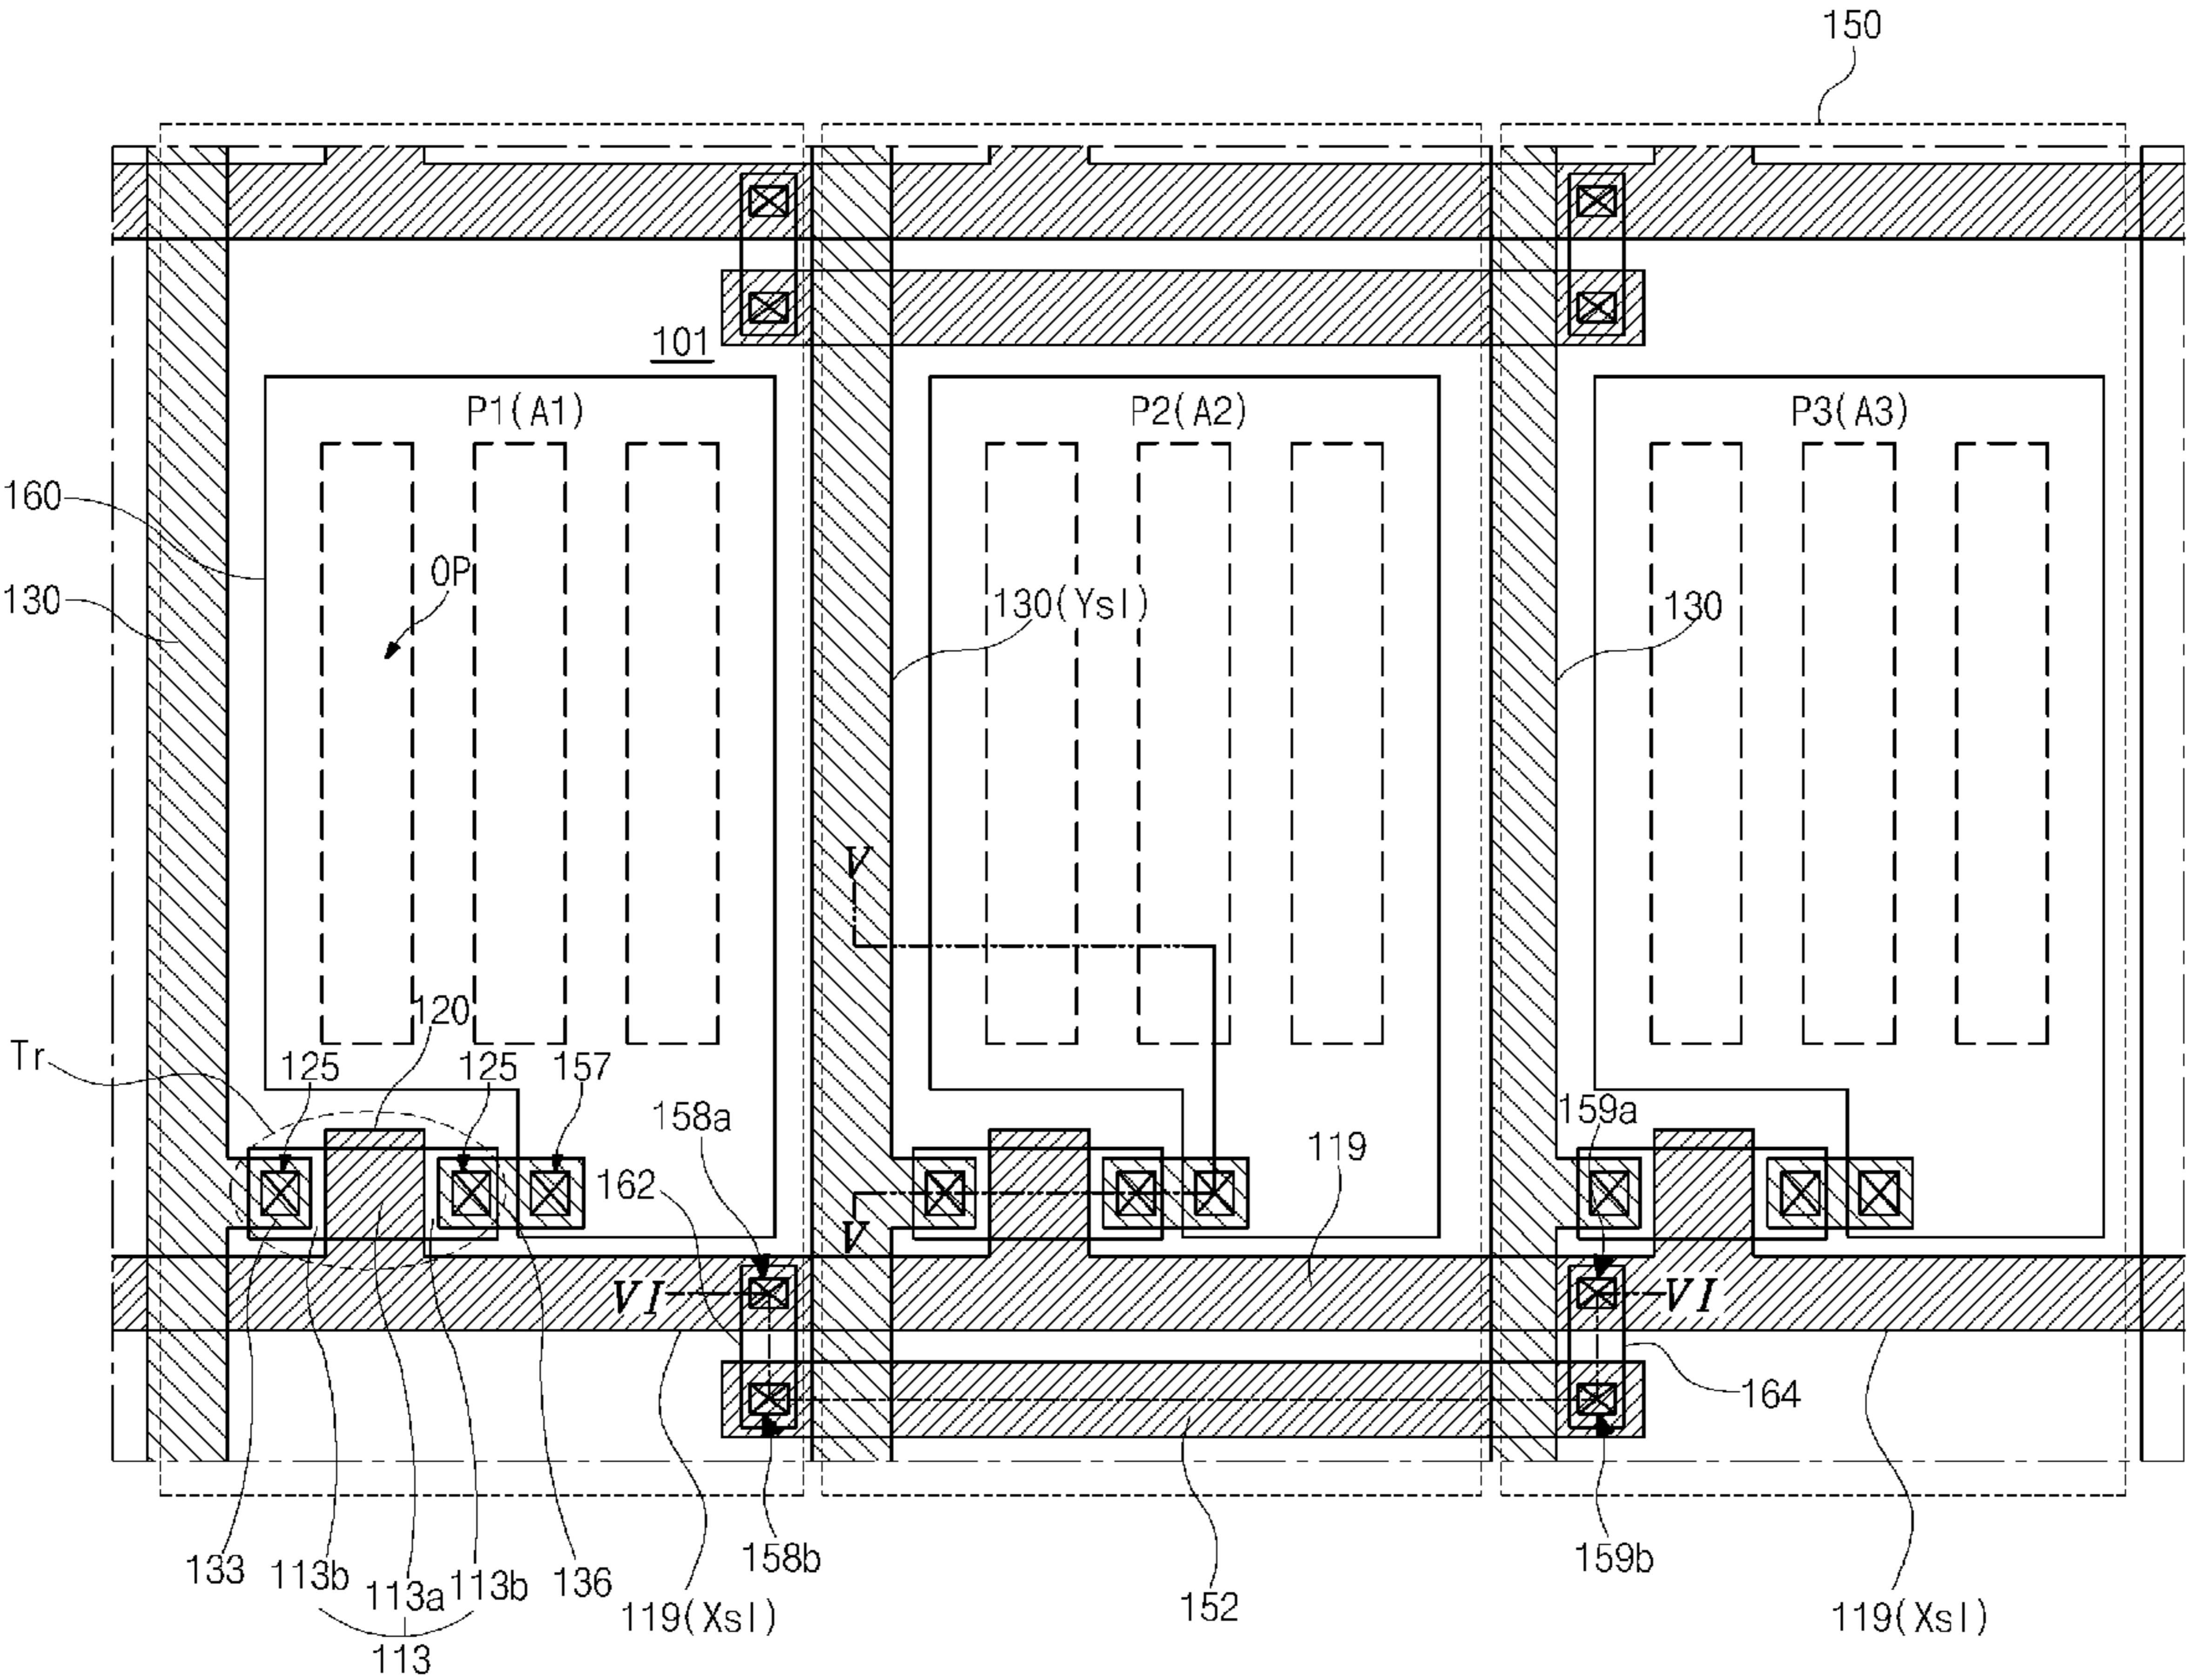 150
101
P1(A1)
P2(A2)
P3(A3)
160
OP
130
130(Ysl)
130
V
120
Tr
125
125
157
158a
159a
119
162
V
VI
VI
164
133
113b
113a
113b
136
158b
159b
119(Xsl)
152
119(Xsl)
113